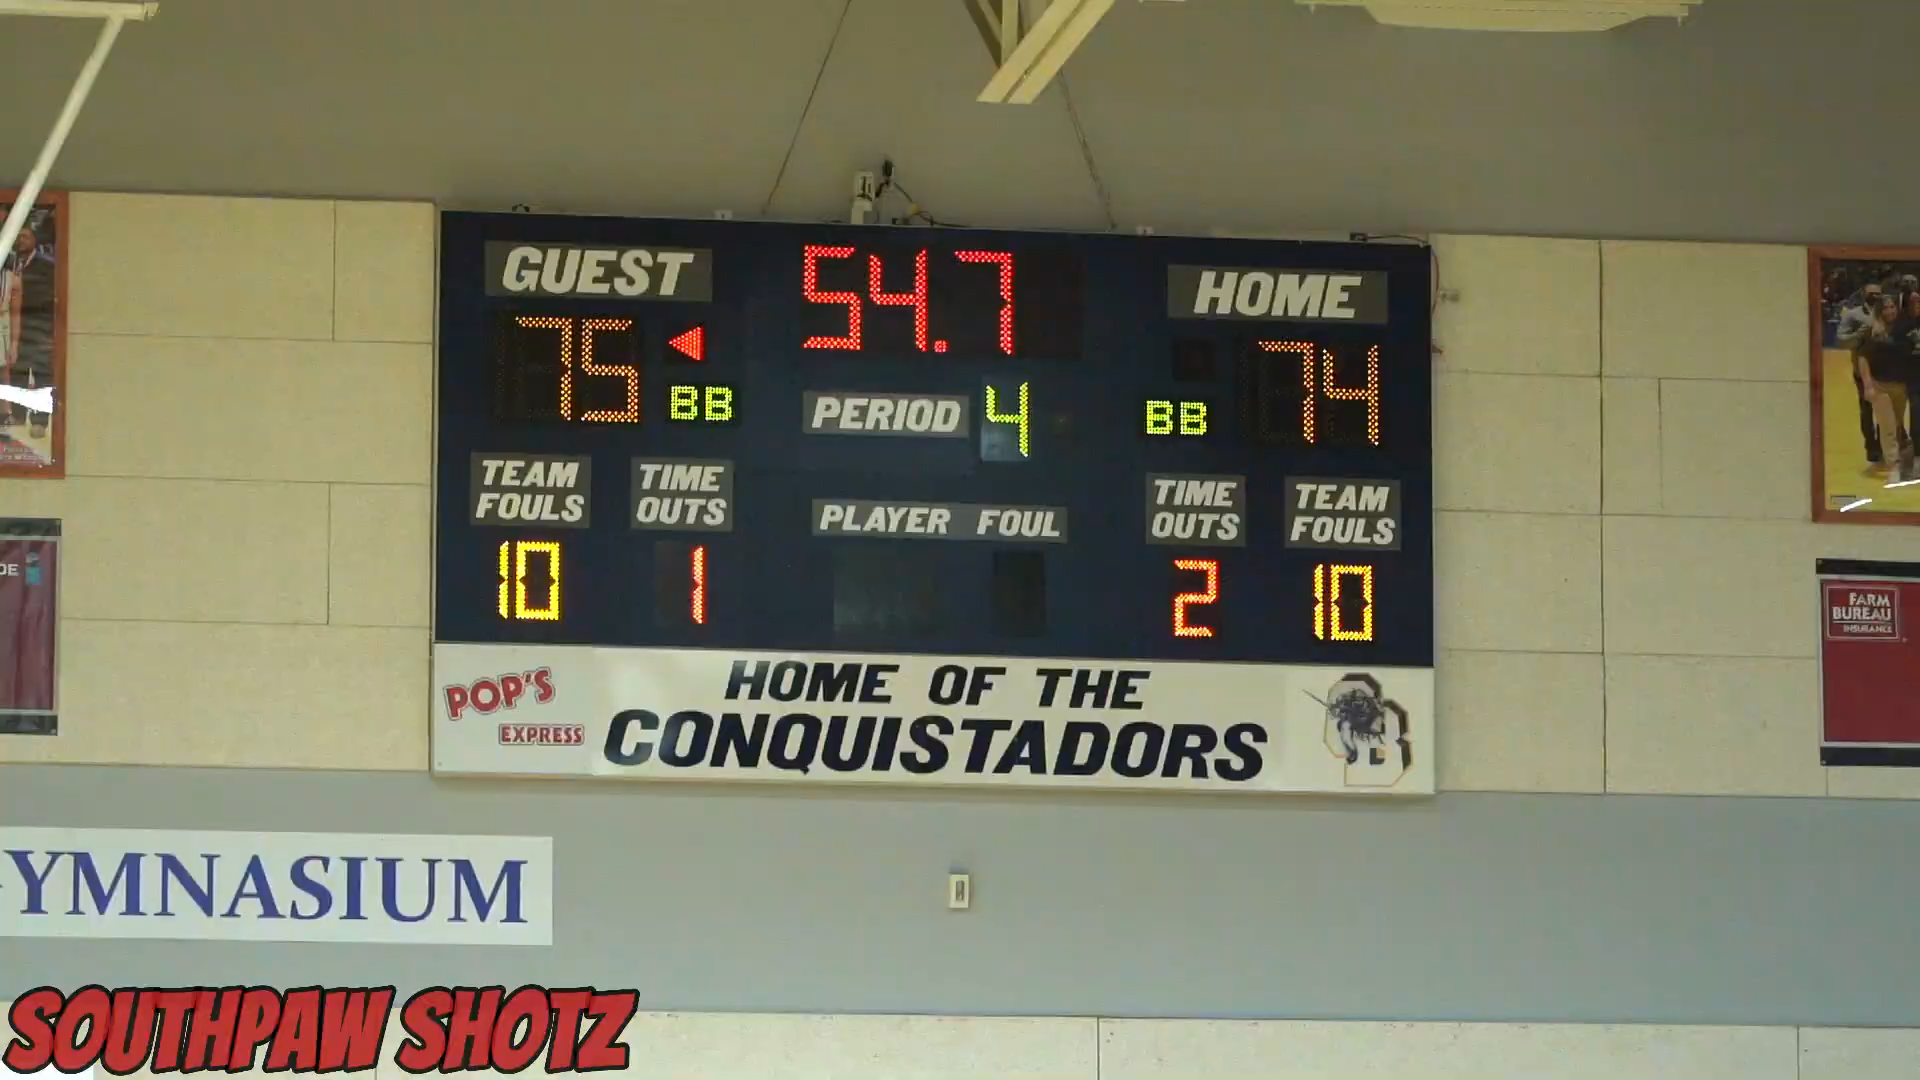 GUEST 54.7 HOME
75 74
BB PERIOD 4 BB
TEAM FOULS TIME OUTS PLAYER FOUL TIME OUTS TEAM FOULS
10 1 2 10
POP'S EXPRESS
HOME OF THE
CONQUISTADORS
FARM
BUREAU
INSURANCE
YMNASIUM
SOUTHPAW SHOTZ